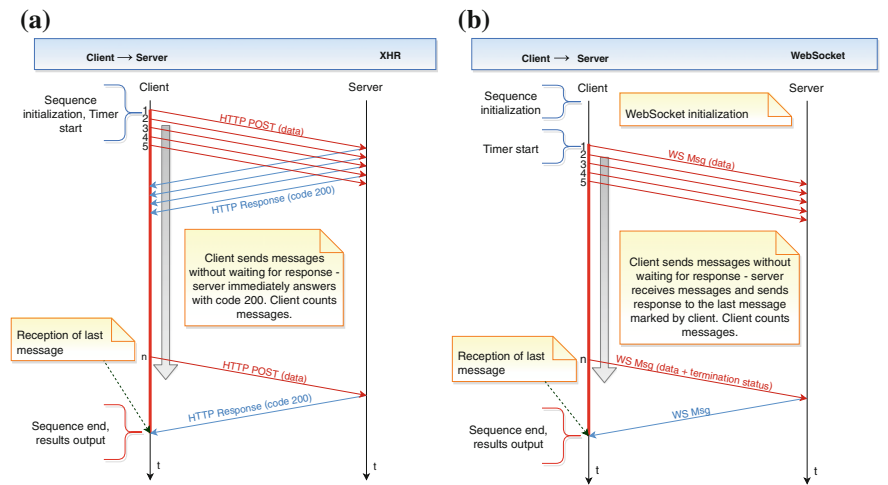 (a)
Client → Server
XHR
Client
Server
Sequence
initialization, Timer
start
1
2
3
4
5
HTTP POST (data)
HTTP Response (code 200)
Client sends messages
without waiting for response -
server immediately answers
with code 200. Client counts
messages.
Reception of last
message
n
HTTP POST (data)
HTTP Response (code 200)
Sequence end,
results output
t
(b)
Client → Server
WebSocket
Client
Server
Sequence
initialization
WebSocket initialization
Timer start
1
2
3
4
5
WS Msg (data)
Client sends messages without
waiting for response - server
receives messages and sends
response to the last message
marked by client. Client counts
messages.
Reception of last
message
n
WS Msg (data + termination status)
WS Msg
Sequence end,
results output
t